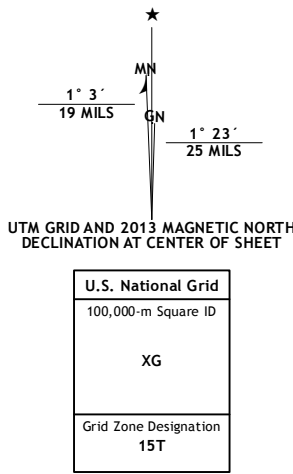 ★
MN
1° 3´
19 MILS
GN
1° 23´
25 MILS
UTM GRID AND 2013 MAGNETIC NORTH
DECLINATION AT CENTER OF SHEET
U.S. National Grid
100,000-m Square ID
XG
Grid Zone Designation
15T